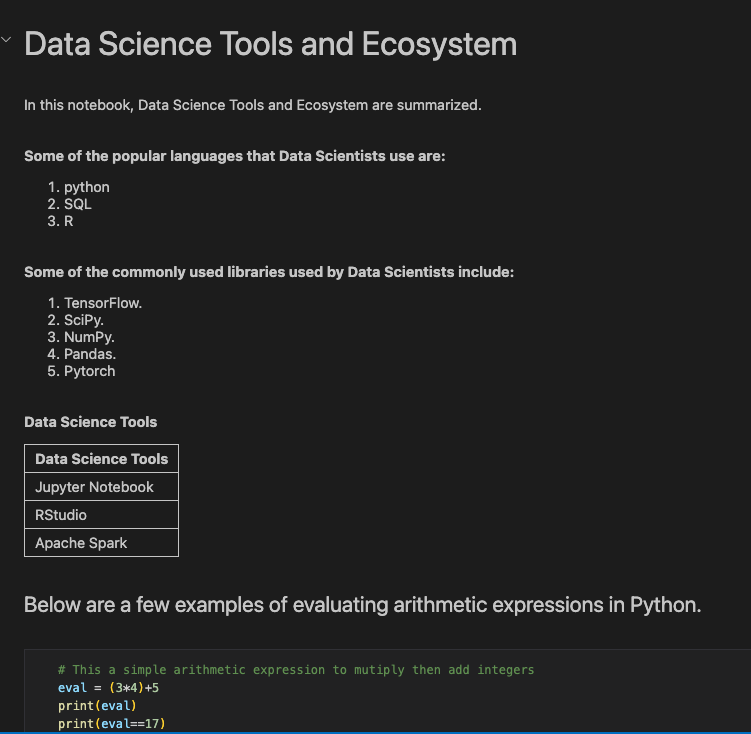 Data Science Tools and Ecosystem
In this notebook, Data Science Tools and Ecosystem are summarized.
Some of the popular languages that Data Scientists use are:
1. python
2. SQL
3. R
Some of the commonly used libraries used by Data Scientists include:
1. TensorFlow.
2. SciPy.
3. NumPy.
4. Pandas.
5. Pytorch
Data Science Tools
Data Science Tools
Jupyter Notebook
RStudio
Apache Spark
Below are a few examples of evaluating arithmetic expressions in Python.
# This a simple arithmetic expression to mutiply then add integers
eval = (3*4)+5
print(eval)
print(eval==17)